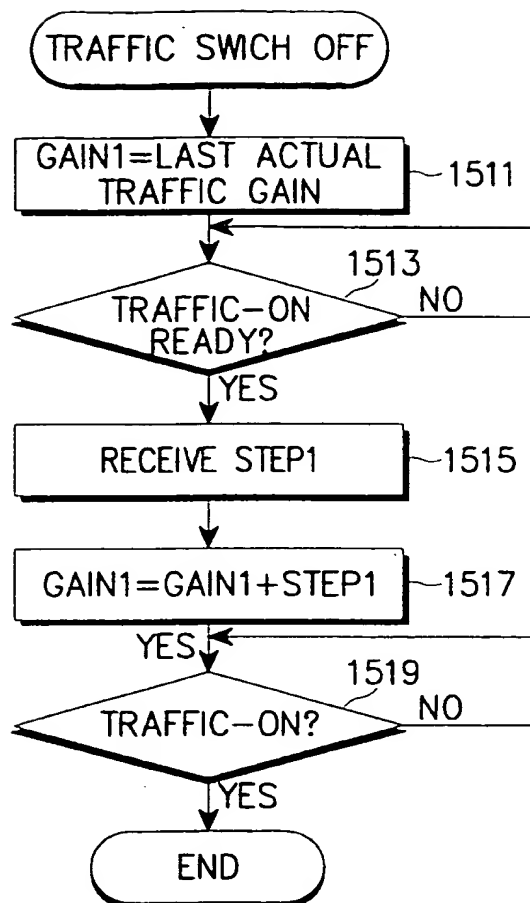 TRAFFIC SWICH OFF
GAIN1=LAST ACTUAL
TRAFFIC GAIN
1511
1513
TRAFFIC-ON
READY?
NO
YES
RECEIVE STEP1
1515
GAIN1=GAIN1+STEP1
1517
YES
1519
TRAFFIC-ON?
NO
YES
END